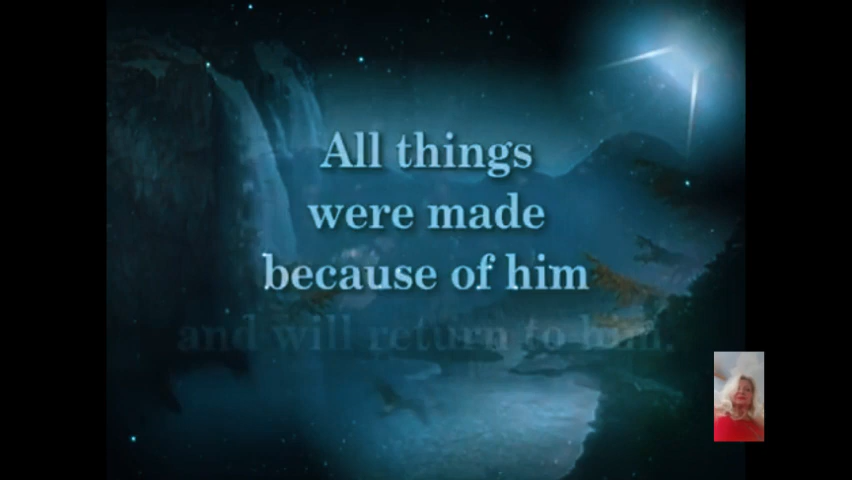 All things
were made
because of him
and will return to him.